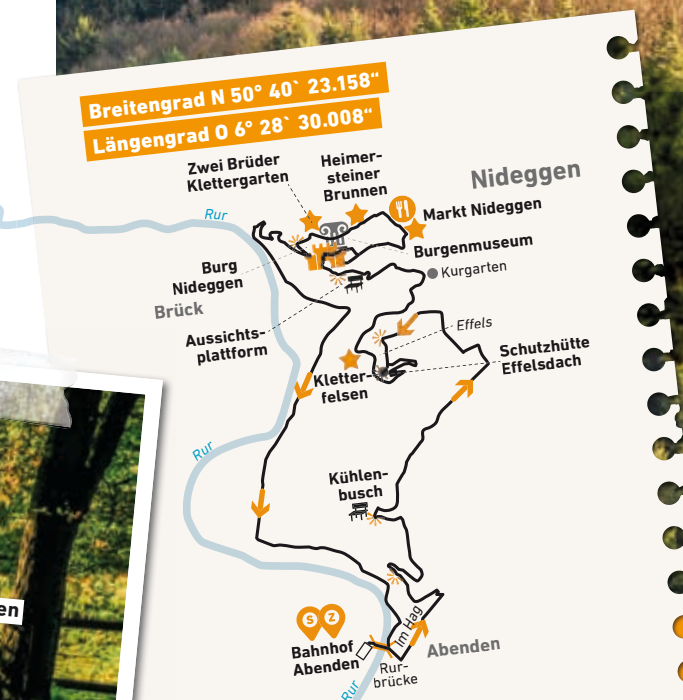 Breitengrad N 50° 40` 23.158“
Längengrad O 6° 28` 30.008“
Zwei Brüder
Klettergarten
Heimer-
steiner
Brunnen
Nideggen
Rur
Markt Nideggen
Burgenmuseum
Burg
Nideggen
Kurgarten
Brück
Aussichts-
plattform
Effels
Schutzhütte
Effelsdach
Kletter-
felsen
Rur
Kühlen-
busch
en
S
Z
Im Hag
Bahnhof
Abenden
Abenden
Rur-
brücke
Rur